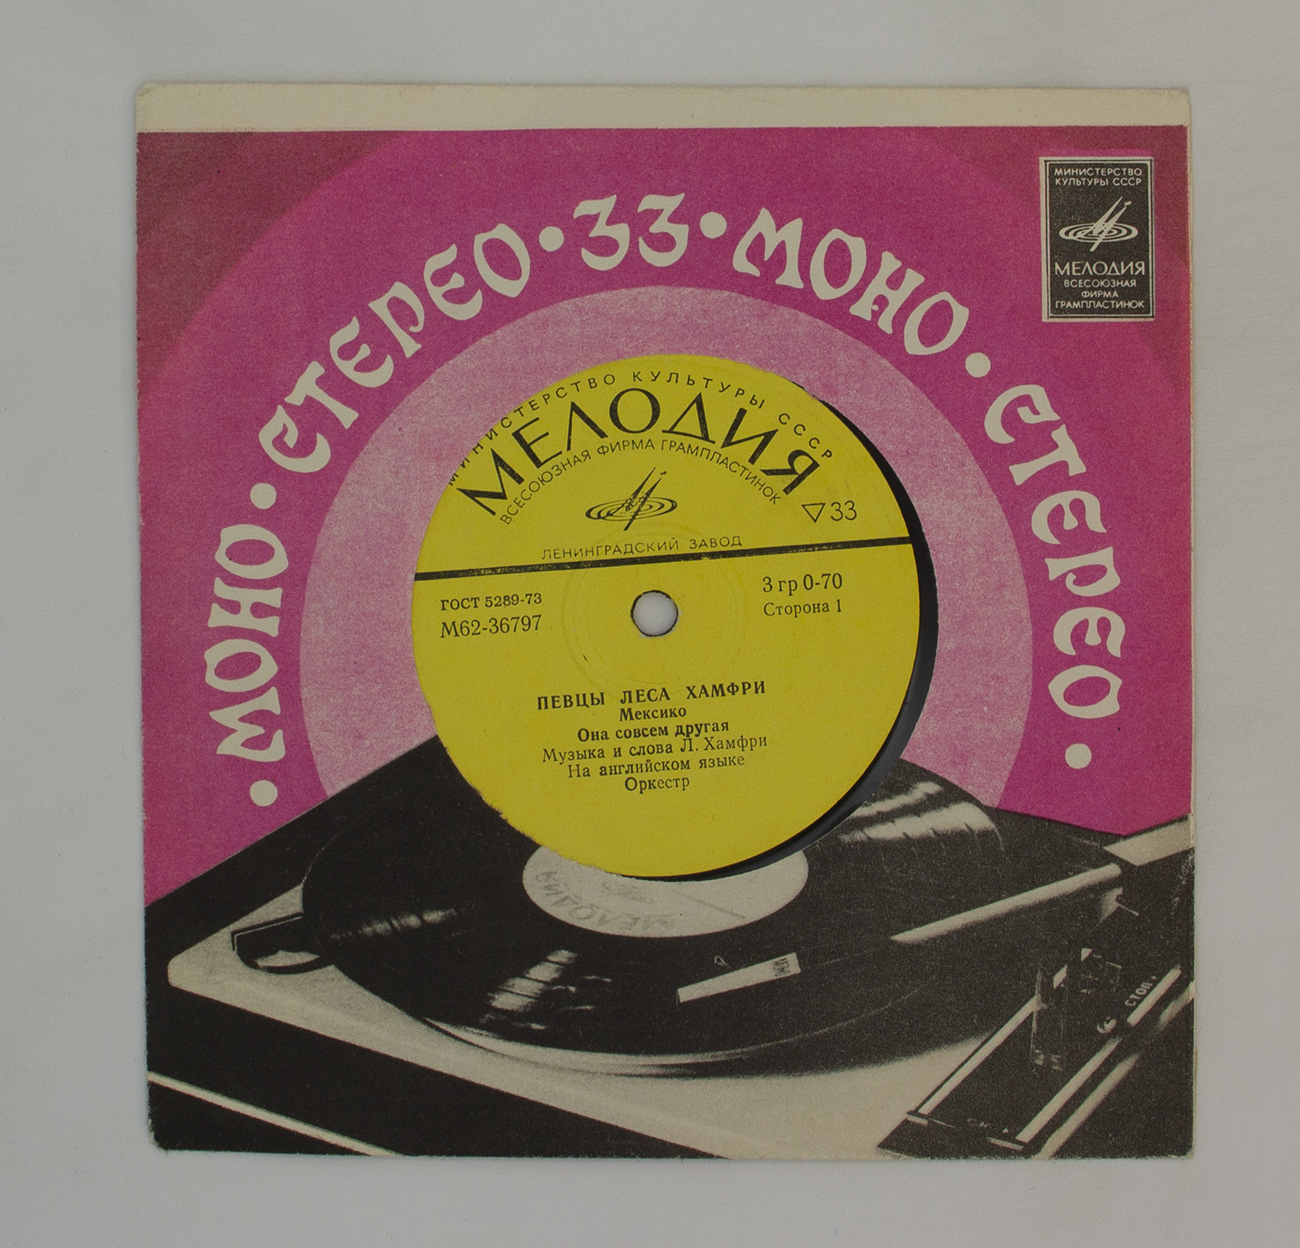 •МОНО•СТЕРЕО•33•МОНО•СТЕРЕО•
МИНИСТЕРСТВО
КУЛЬТУРЫ СССР
МЕЛОДИЯ
ВСЕСОЮЗНАЯ
ФИРМА
ГРАМПЛАСТИНОК
МИНИСТЕРСТВО КУЛЬТУРЫ СССР
МЕЛОДИЯ
ВСЕСОЮЗНАЯ ФИРМА ГРАМПЛАСТИНОК
▽33
ЛЕНИНГРАДСКИЙ ЗАВОД
ГОСТ 5289-73
М62-36797
3 гр 0-70
Сторона 1
ПЕВЦЫ ЛЕСА ХАМФРИ
Мексико
Она совсем другая
Музыка и слова Л. Хамфри
На английском языке
Оркестр
МЕЛОДИЯ
СТОП